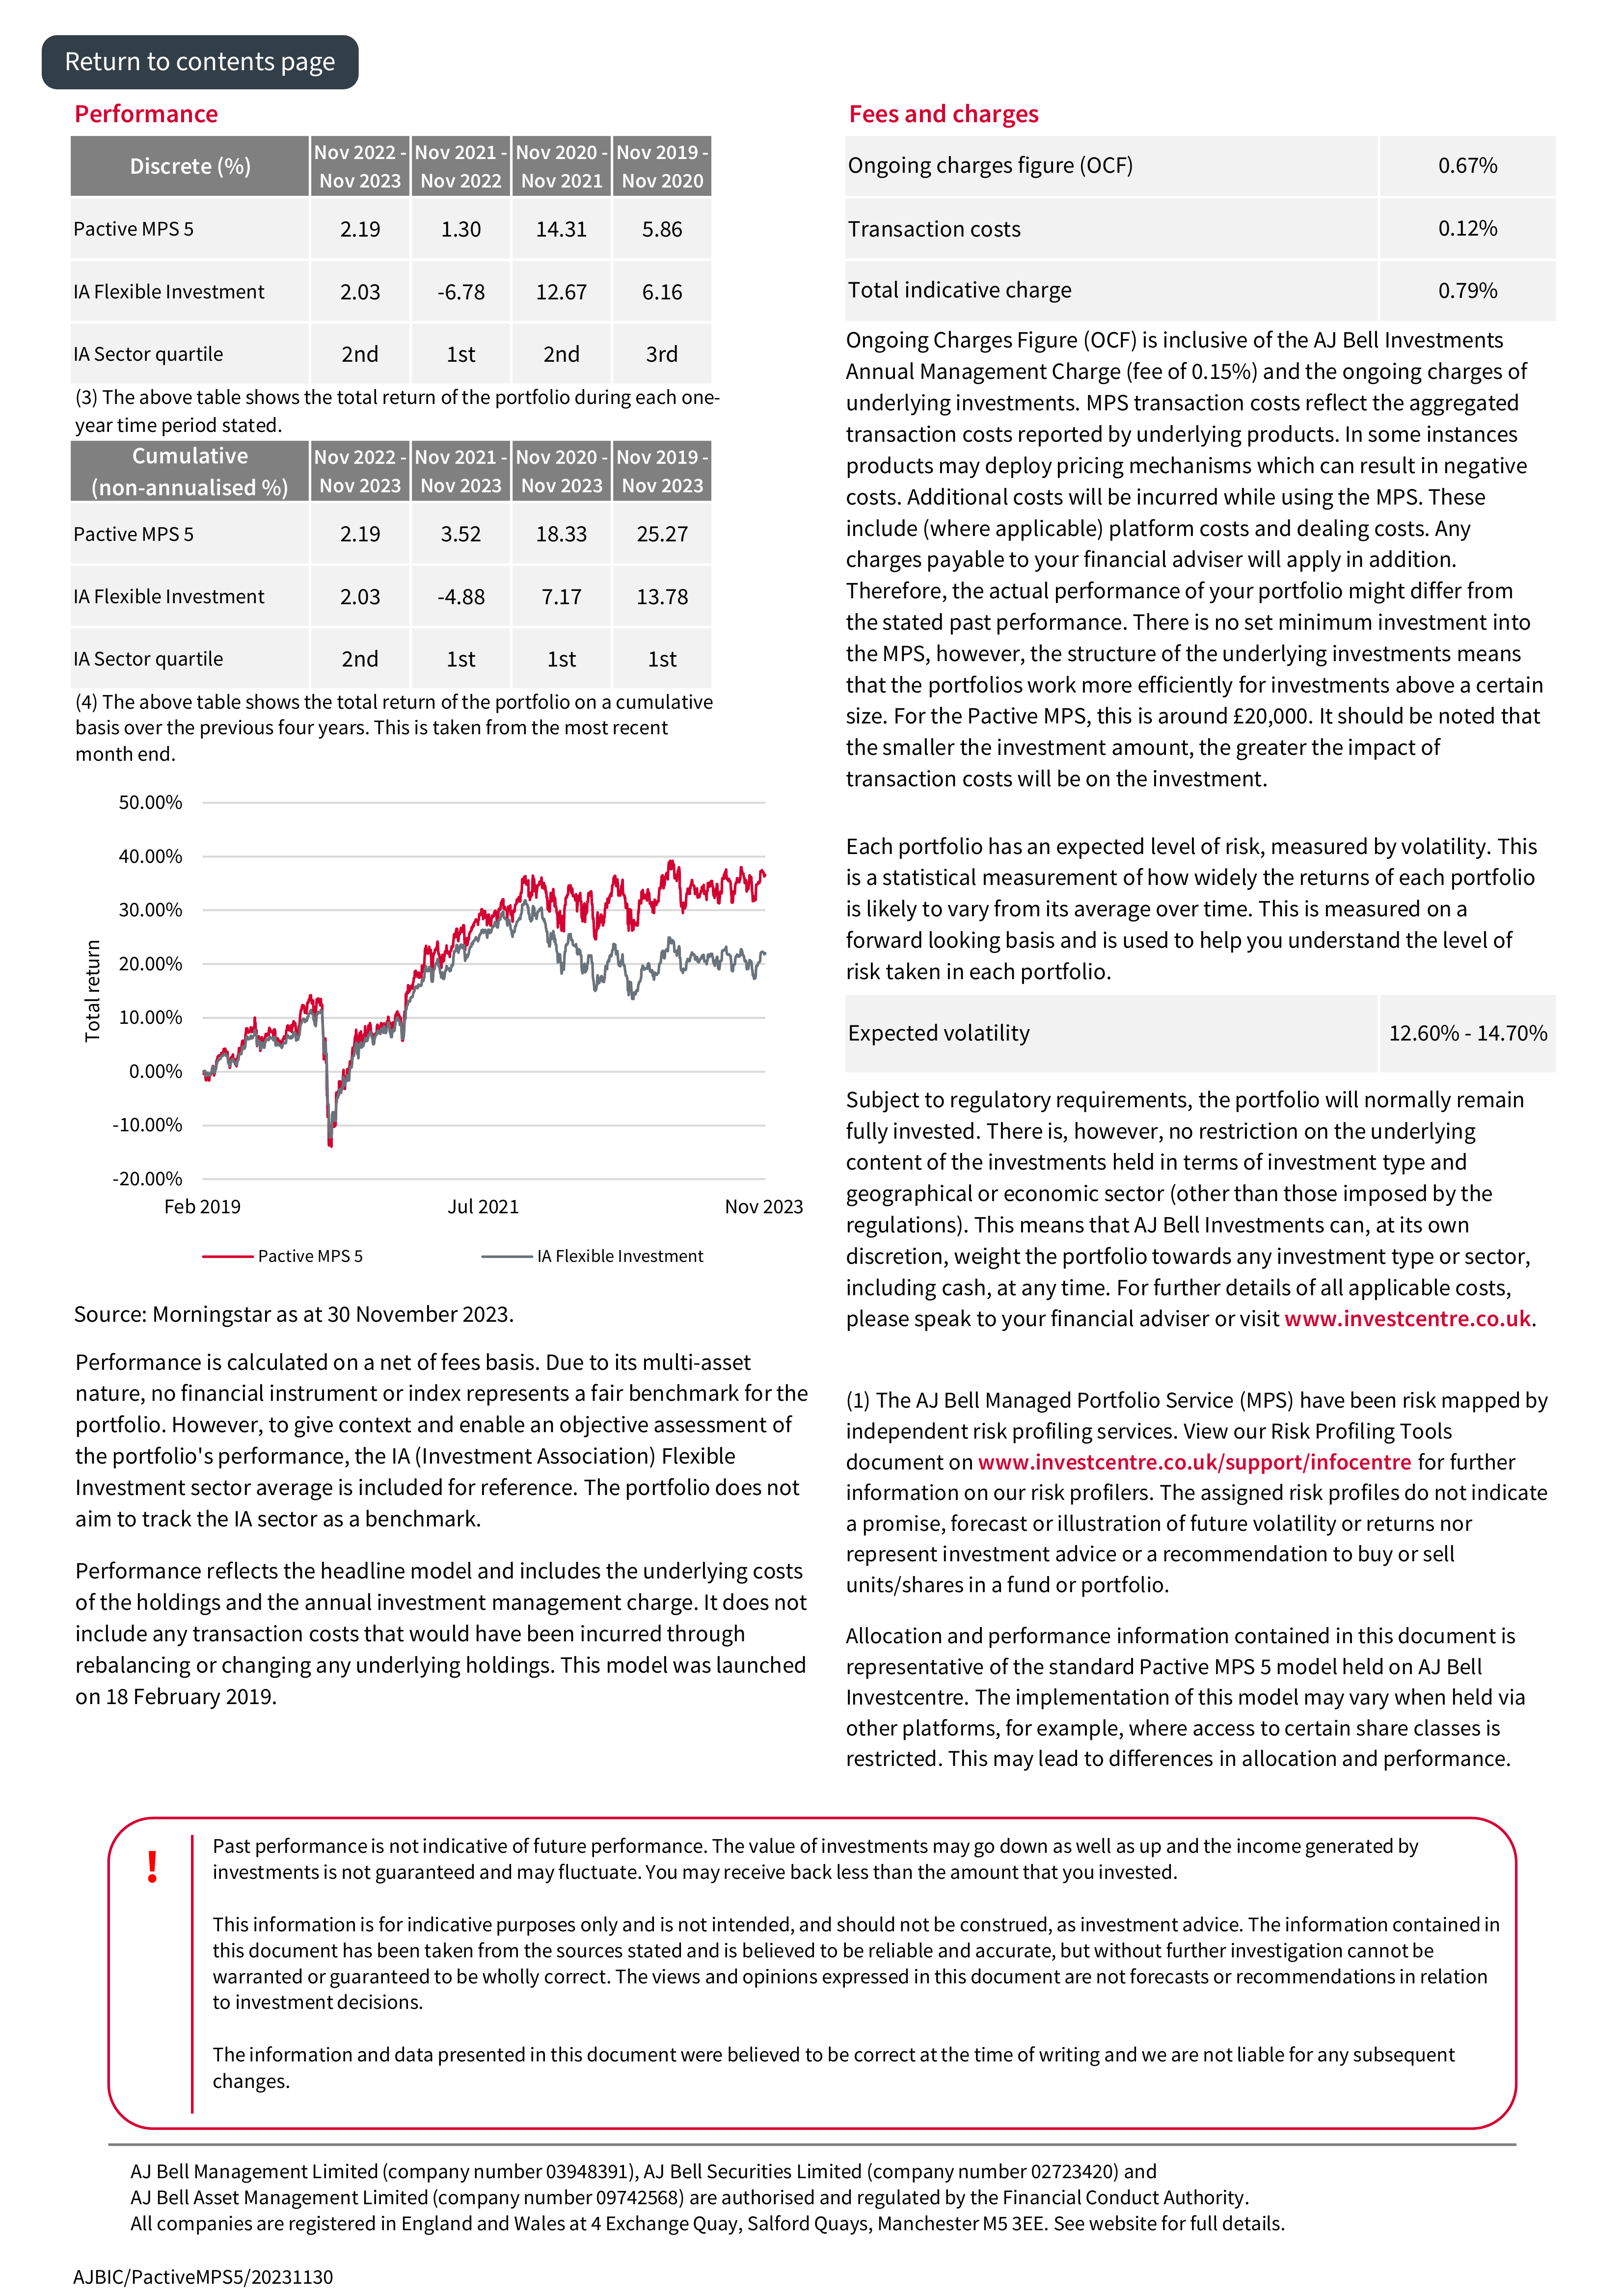 Return to contents page
Performance
Discrete (%) Nov 2022 - Nov 2023 Nov 2021 - Nov 2022 Nov 2020 - Nov 2021 Nov 2019 - Nov 2020
Pactive MPS 5 2.19 1.30 14.31 5.86
IA Flexible Investment 2.03 -6.78 12.67 6.16
IA Sector quartile 2nd 1st 2nd 3rd
(3) The above table shows the total return of the portfolio during each one-
year time period stated.
Cumulative (non-annualised %) Nov 2022 - Nov 2023 Nov 2021 - Nov 2023 Nov 2020 - Nov 2023 Nov 2019 - Nov 2023
Pactive MPS 5 2.19 3.52 18.33 25.27
IA Flexible Investment 2.03 -4.88 7.17 13.78
IA Sector quartile 2nd 1st 1st 1st
(4) The above table shows the total return of the portfolio on a cumulative
basis over the previous four years. This is taken from the most recent
month end.
Total return
50.00%
40.00%
30.00%
20.00%
10.00%
0.00%
-10.00%
-20.00%
Feb 2019 Jul 2021 Nov 2023
Pactive MPS 5 IA Flexible Investment
Source: Morningstar as at 30 November 2023.
Performance is calculated on a net of fees basis. Due to its multi-asset
nature, no financial instrument or index represents a fair benchmark for the
portfolio. However, to give context and enable an objective assessment of
the portfolio's performance, the IA (Investment Association) Flexible
Investment sector average is included for reference. The portfolio does not
aim to track the IA sector as a benchmark.
Performance reflects the headline model and includes the underlying costs
of the holdings and the annual investment management charge. It does not
include any transaction costs that would have been incurred through
rebalancing or changing any underlying holdings. This model was launched
on 18 February 2019.
Fees and charges
Ongoing charges figure (OCF) 0.67%
Transaction costs 0.12%
Total indicative charge 0.79%
Ongoing Charges Figure (OCF) is inclusive of the AJ Bell Investments
Annual Management Charge (fee of 0.15%) and the ongoing charges of
underlying investments. MPS transaction costs reflect the aggregated
transaction costs reported by underlying products. In some instances
products may deploy pricing mechanisms which can result in negative
costs. Additional costs will be incurred while using the MPS. These
include (where applicable) platform costs and dealing costs. Any
charges payable to your financial adviser will apply in addition.
Therefore, the actual performance of your portfolio might differ from
the stated past performance. There is no set minimum investment into
the MPS, however, the structure of the underlying investments means
that the portfolios work more efficiently for investments above a certain
size. For the Pactive MPS, this is around £20,000. It should be noted that
the smaller the investment amount, the greater the impact of
transaction costs will be on the investment.
Each portfolio has an expected level of risk, measured by volatility. This
is a statistical measurement of how widely the returns of each portfolio
is likely to vary from its average over time. This is measured on a
forward looking basis and is used to help you understand the level of
risk taken in each portfolio.
Expected volatility 12.60% - 14.70%
Subject to regulatory requirements, the portfolio will normally remain
fully invested. There is, however, no restriction on the underlying
content of the investments held in terms of investment type and
geographical or economic sector (other than those imposed by the
regulations). This means that AJ Bell Investments can, at its own
discretion, weight the portfolio towards any investment type or sector,
including cash, at any time. For further details of all applicable costs,
please speak to your financial adviser or visit www.investcentre.co.uk.
(1) The AJ Bell Managed Portfolio Service (MPS) have been risk mapped by
independent risk profiling services. View our Risk Profiling Tools
document on www.investcentre.co.uk/support/infocentre for further
information on our risk profilers. The assigned risk profiles do not indicate
a promise, forecast or illustration of future volatility or returns nor
represent investment advice or a recommendation to buy or sell
units/shares in a fund or portfolio.
Allocation and performance information contained in this document is
representative of the standard Pactive MPS 5 model held on AJ Bell
Investcentre. The implementation of this model may vary when held via
other platforms, for example, where access to certain share classes is
restricted. This may lead to differences in allocation and performance.
!
Past performance is not indicative of future performance. The value of investments may go down as well as up and the income generated by
investments is not guaranteed and may fluctuate. You may receive back less than the amount that you invested.
This information is for indicative purposes only and is not intended, and should not be construed, as investment advice. The information contained in
this document has been taken from the sources stated and is believed to be reliable and accurate, but without further investigation cannot be
warranted or guaranteed to be wholly correct. The views and opinions expressed in this document are not forecasts or recommendations in relation
to investment decisions.
The information and data presented in this document were believed to be correct at the time of writing and we are not liable for any subsequent
changes.
AJ Bell Management Limited (company number 03948391), AJ Bell Securities Limited (company number 02723420) and
AJ Bell Asset Management Limited (company number 09742568) are authorised and regulated by the Financial Conduct Authority.
All companies are registered in England and Wales at 4 Exchange Quay, Salford Quays, Manchester M5 3EE. See website for full details.
AJBIC/PactiveMPS5/20231130